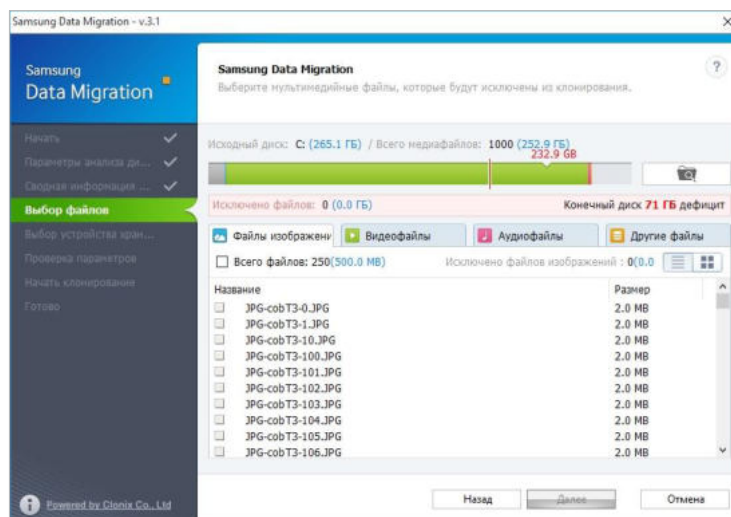 Samsung Data Migration - v.3.1
Samsung
Data Migration
Начать
Параметры анализа ди...
Сводная информация ...
Выбор файлов
Выбор устройства хран...
Проверка параметров
Начать клонирование
Готово
Powered by Clonix Co., Ltd
Samsung Data Migration
Выберите мультимедийные файлы, которые будут исключены из клонирования.
?
Исходный диск: C: (265.1 ГБ) / Всего медиафайлов: 1000 (252.9 ГБ)
232.9 GB
Исключено файлов: 0 (0.0 ГБ) Конечный диск 71 ГБ дефицит
Файлы изображени Видеофайлы Аудиофайлы Другие файлы
Всего файлов: 250(500.0 MB) Исключено файлов изображений : 0(0.0
Название Размер
JPG-cobT3-0.JPG 2.0 MB
JPG-cobT3-1.JPG 2.0 MB
JPG-cobT3-10.JPG 2.0 MB
JPG-cobT3-100.JPG 2.0 MB
JPG-cobT3-101.JPG 2.0 MB
JPG-cobT3-102.JPG 2.0 MB
JPG-cobT3-103.JPG 2.0 MB
JPG-cobT3-104.JPG 2.0 MB
JPG-cobT3-105.JPG 2.0 MB
JPG-cobT3-106.JPG 2.0 MB
Назад Далее Отмена